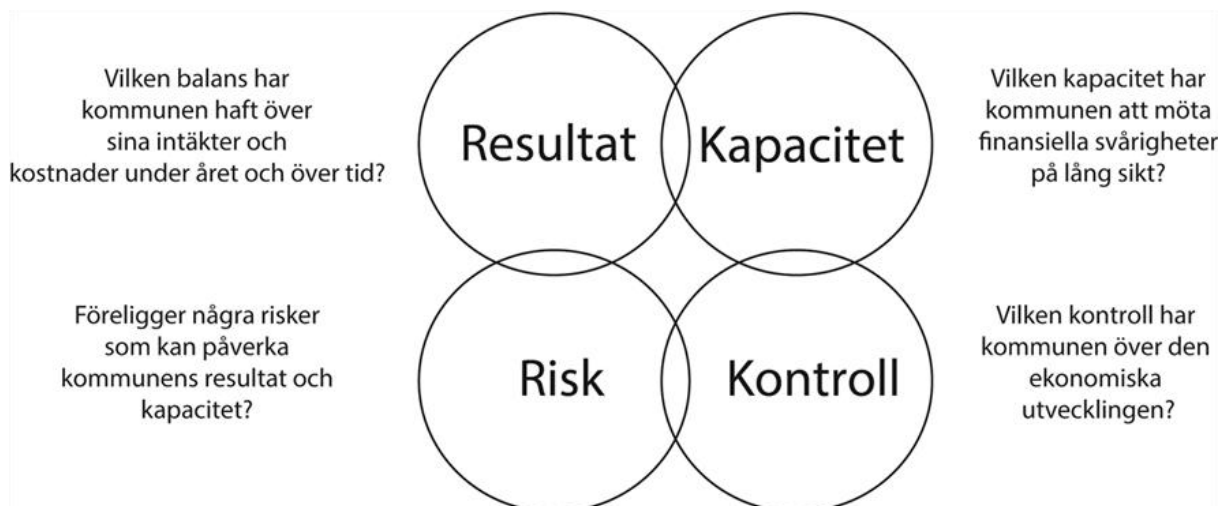 Vilken balans har
kommunen haft över
sina intäkter och
kostnader under året och över tid?
Resultat
Kapacitet
Vilken kapacitet har
kommunen att möta
finansiella svårigheter
på lång sikt?
Föreligger några risker
som kan påverka
kommunens resultat och
kapacitet?
Risk
Kontroll
Vilken kontroll har
kommunen över den
ekonomiska
utvecklingen?